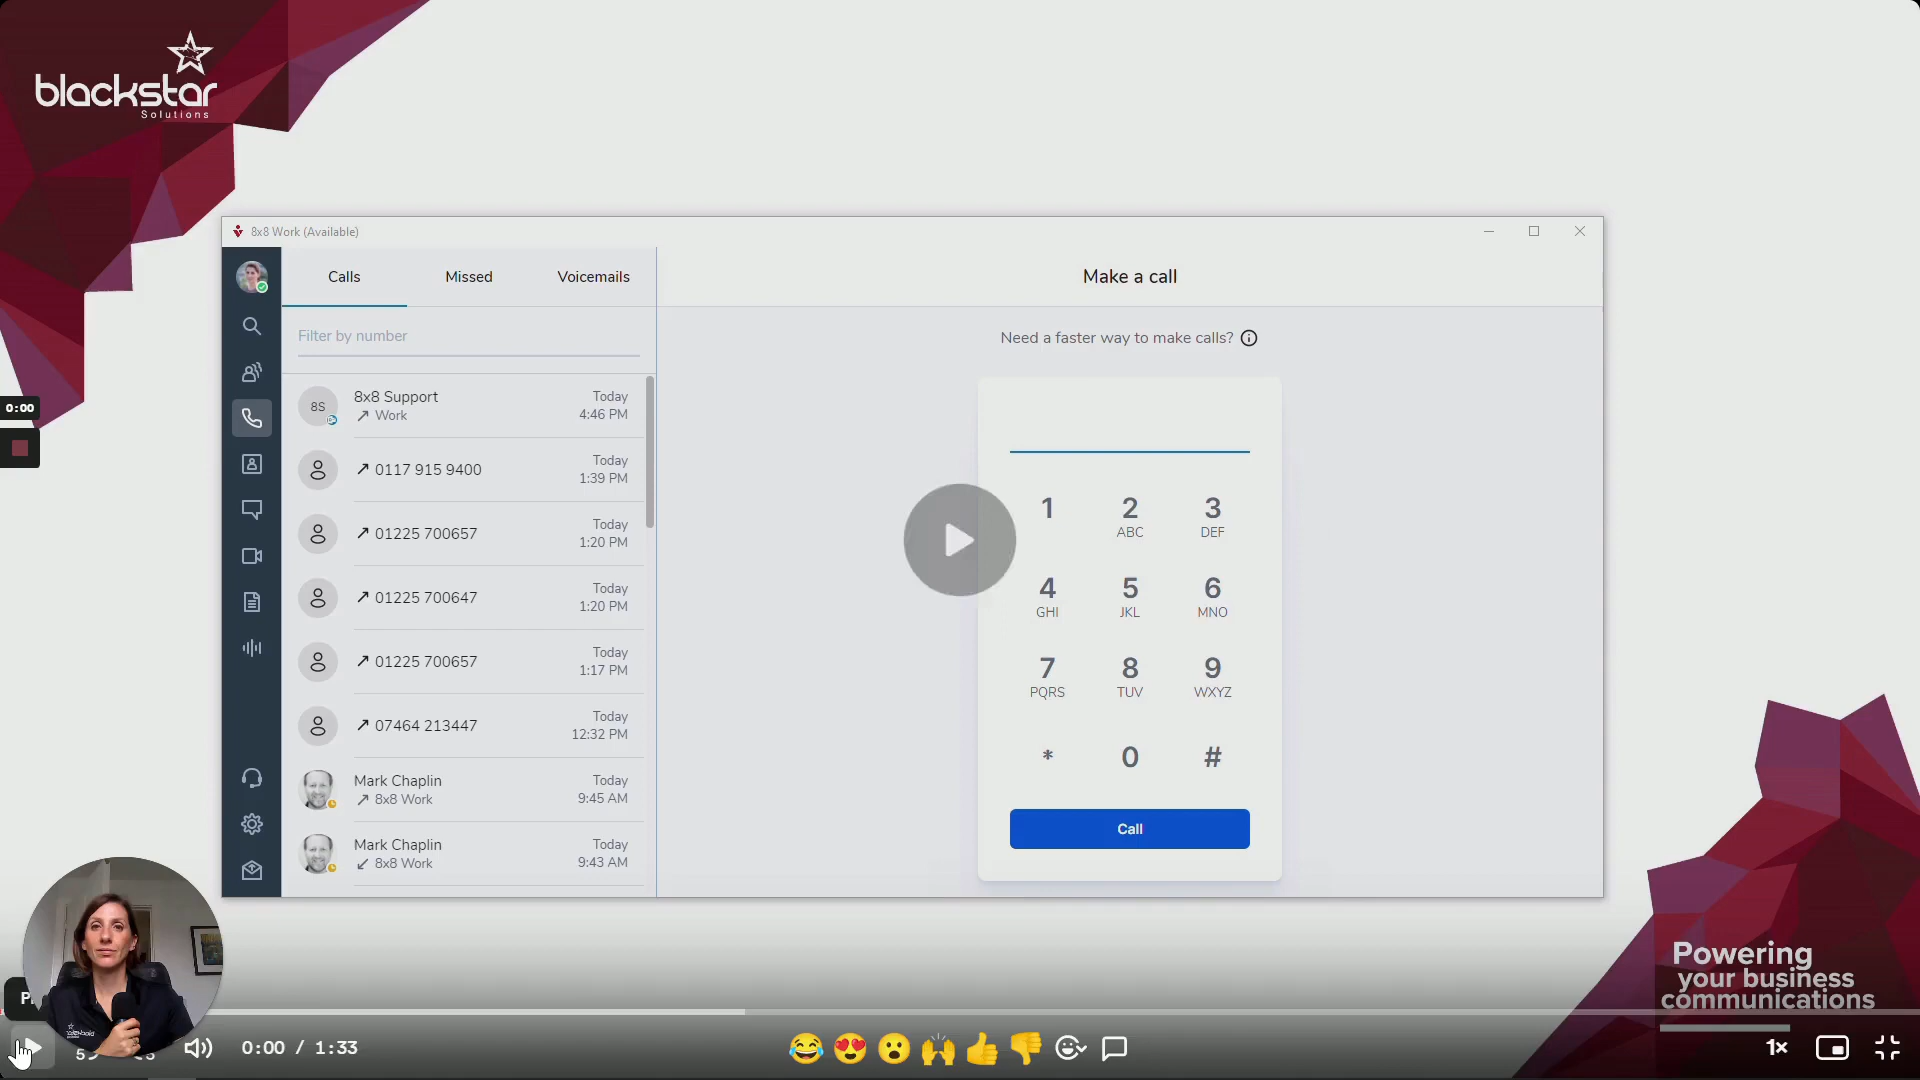 blackstar
Solutions
8x8 Work (Available)
Calls
Missed
Voicemails
Make a call
Filter by number
Need a faster way to make calls?
8S
8x8 Support
Work
Today
4:46 PM
0117 915 9400
Today
1:39 PM
01225 700657
Today
1:20 PM
01225 700647
Today
1:20 PM
01225 700657
Today
1:17 PM
07464 213447
Today
12:32 PM
Mark Chaplin
8x8 Work
Today
9:45 AM
Mark Chaplin
8x8 Work
Today
9:43 AM
1
2
ABC
3
DEF
4
GHI
5
JKL
6
MNO
7
PQRS
8
TUV
9
WXYZ
*
0
#
Call
0:00
Powering
your business
communications
0:00 / 1:33
1×